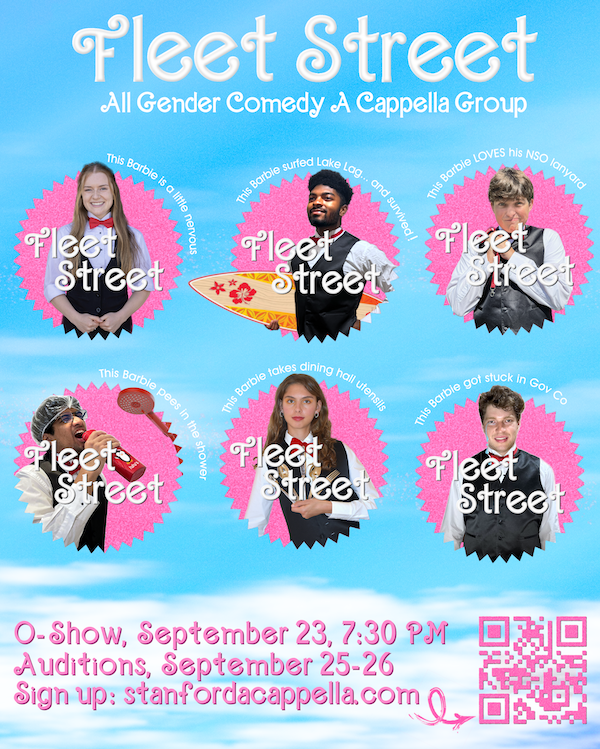 Fleet Street
All Gender Comedy A Cappella Group
This Barbie is a little nervous
Fleet
Street
This Barbie surfed Lake Lag... and survived!
Fleet
Street
This Barbie LOVES his NSO lanyard
Fleet
Street
This Barbie pees in the shower
Fleet
Street
This Barbie takes dining hall utensils
Fleet
Street
This Barbie got stuck in Gov Co
Fleet
Street
O-Show, September 23, 7:30 PM
Auditions, September 25-26
Sign up: stanfordacappella.com